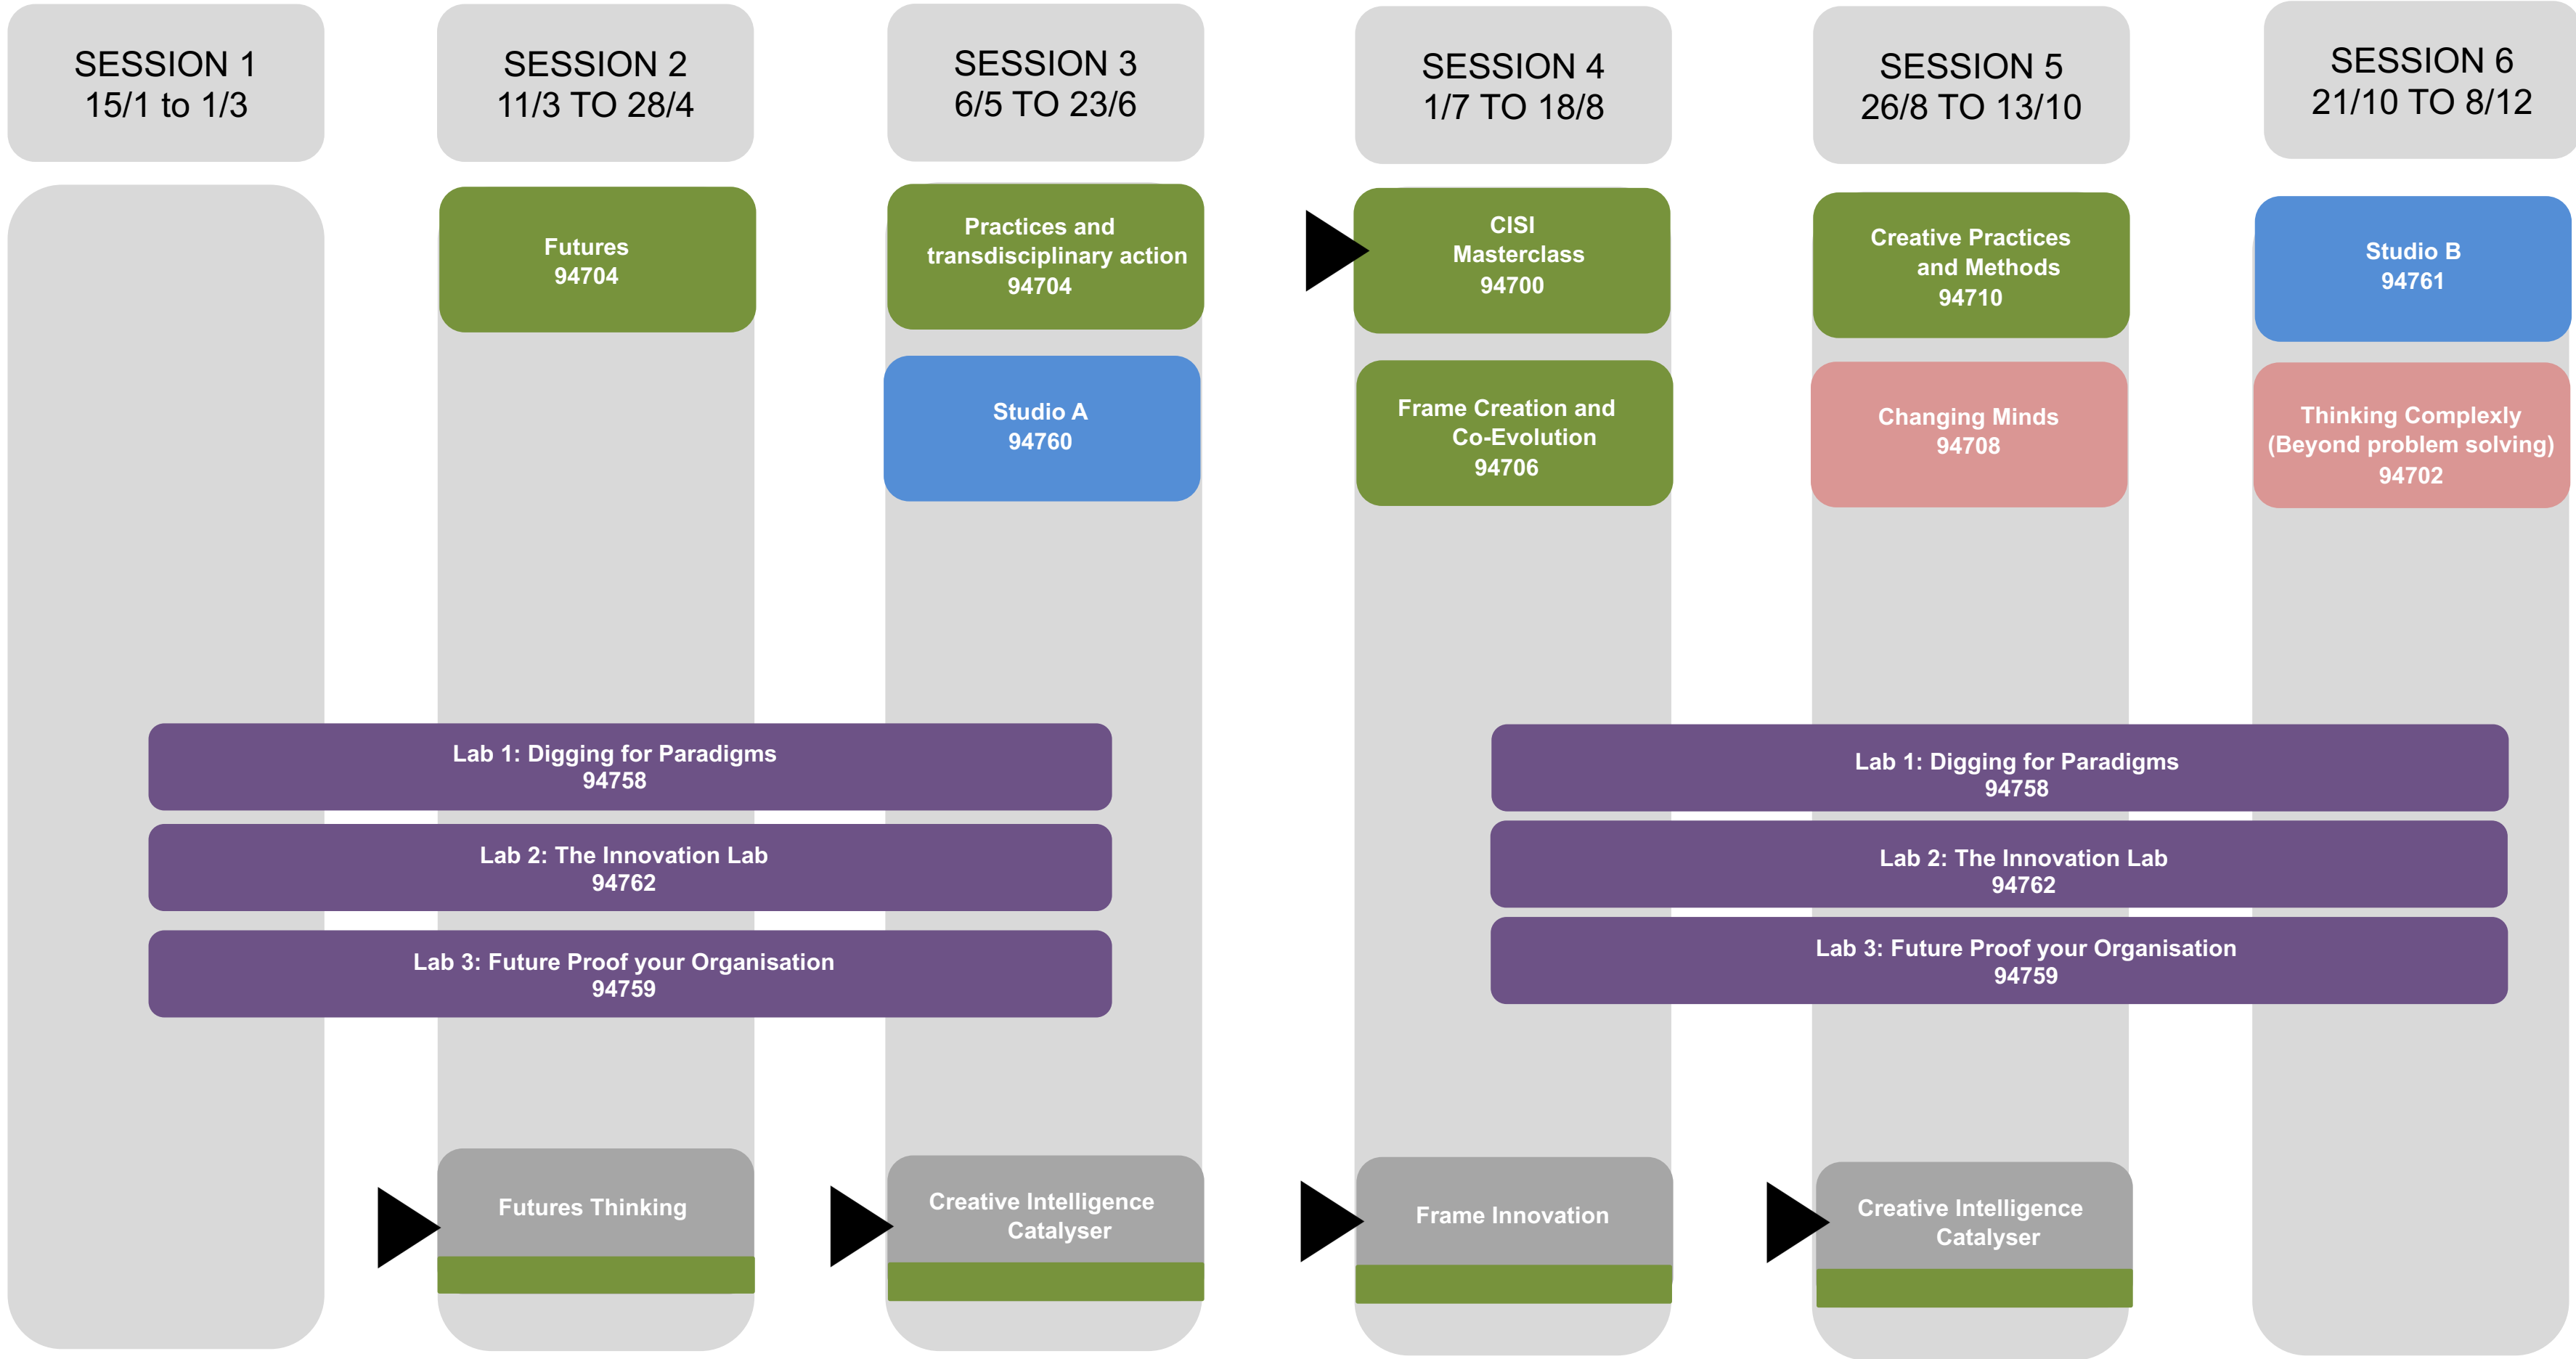 SESSION 1
15/1 to 1/3
SESSION 2
11/3 TO 28/4
SESSION 3
6/5 TO 23/6
SESSION 4
1/7 TO 18/8
SESSION 5
26/8 TO 13/10
SESSION 6
21/10 TO 8/12
Futures
94704
Practices and
transdisciplinary action
94704
CISI
Masterclass
94700
Creative Practices
and Methods
94710
Studio B
94761
Studio A
94760
Frame Creation and
Co-Evolution
94706
Changing Minds
94708
Thinking Complexly
(Beyond problem solving)
94702
Lab 1: Digging for Paradigms
94758
Lab 2: The Innovation Lab
94762
Lab 3: Future Proof your Organisation
94759
Lab 1: Digging for Paradigms
94758
Lab 2: The Innovation Lab
94762
Lab 3: Future Proof your Organisation
94759
Futures Thinking
Creative Intelligence
Catalyser
Frame Innovation
Creative Intelligence
Catalyser